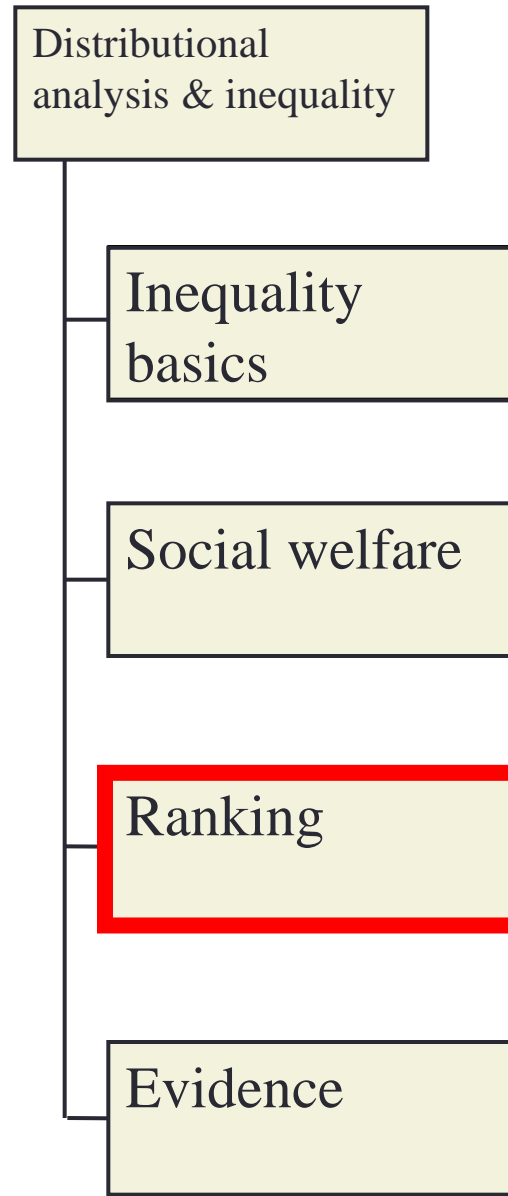 Distributional
analysis & inequality
Inequality
basics
Social welfare
Ranking
Evidence